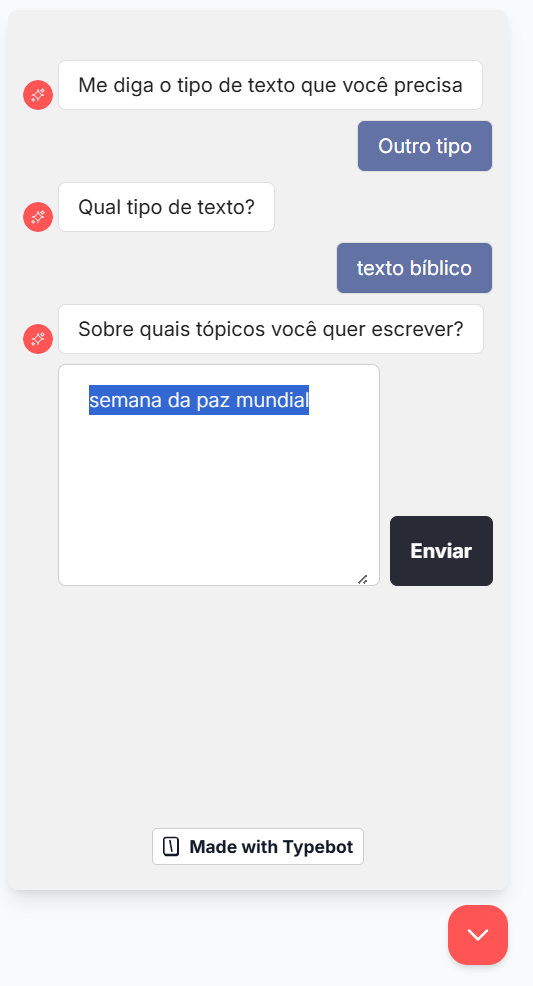 Me diga o tipo de texto que você precisa
Outro tipo
Qual tipo de texto?
texto bíblico
Sobre quais tópicos você quer escrever?
semana da paz mundial
Enviar
Made with Typebot